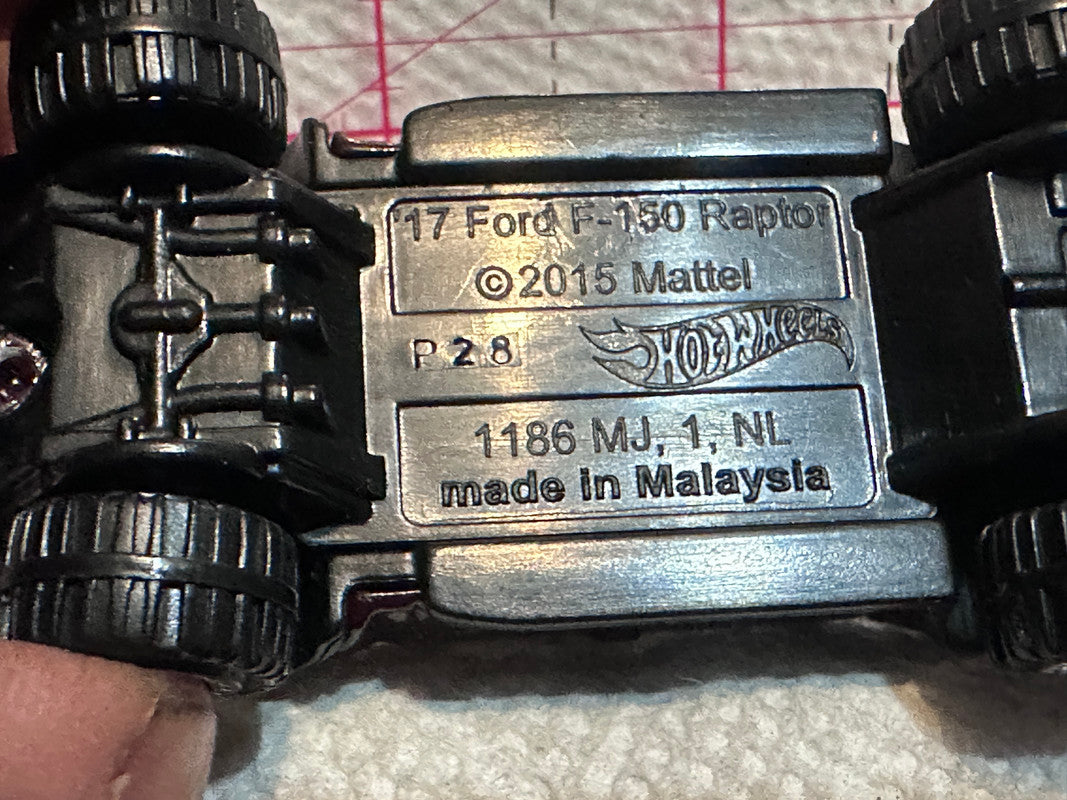 '17 Ford F-150 Raptor
©2015 Mattel
P28
HOT WHEELS
1186 MJ, 1, NL
made in Malaysia